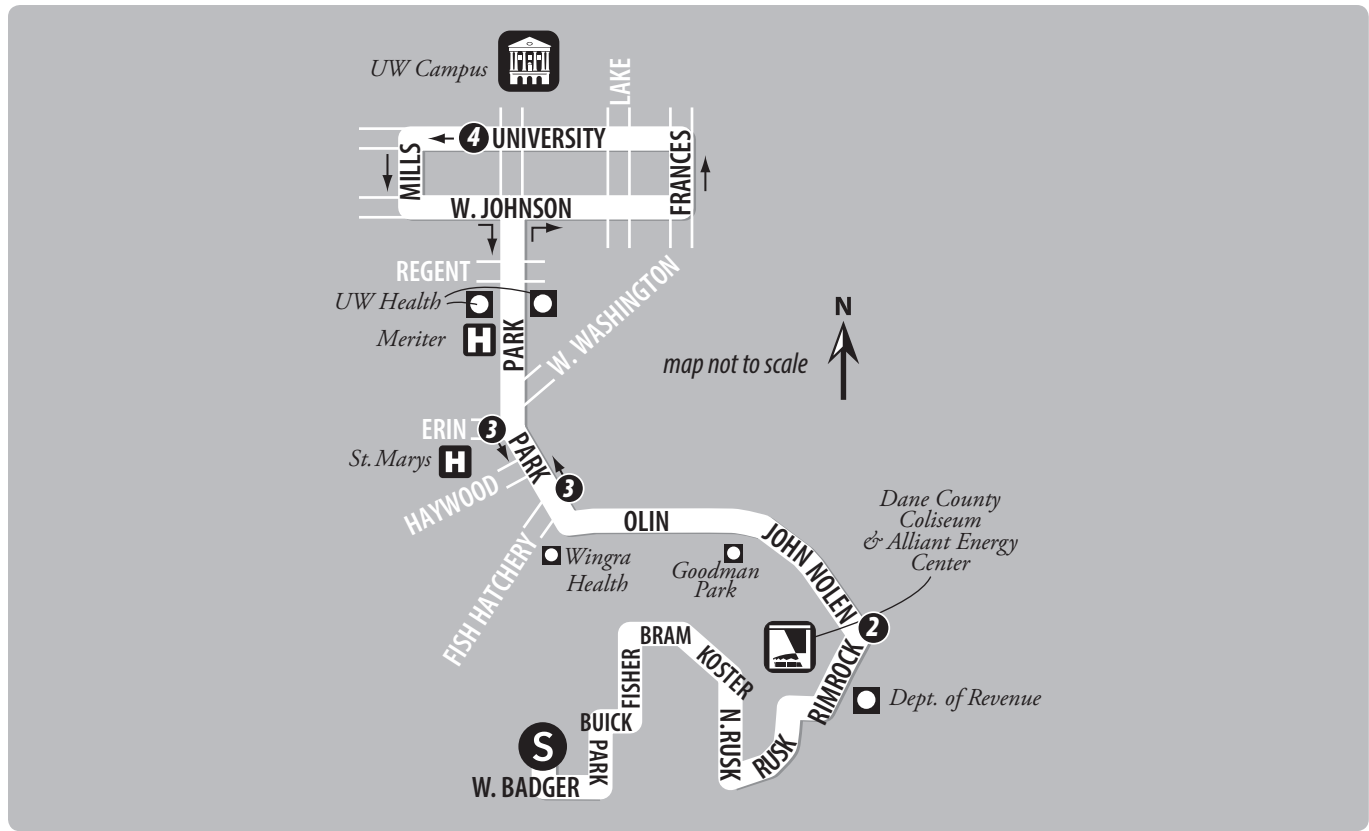 UW Campus
LAKE
4
UNIVERSITY
MILLS
FRANCES
W. JOHNSON
REGENT
UW Health
W. WASHINGTON
Meriter
H
PARK
N
map not to scale
ERIN
3
PARK
St. Marys
H
HAYWOOD
3
OLIN
Dane County
Coliseum
& Alliant Energy
Center
JOHN NOLEN
FISH HATCHERY
Wingra
Health
Goodman
Park
2
BRAM
KOSTER
FISHER
RIMROCK
Dept. of Revenue
BUICK
N. RUSK
RUSK
S
PARK
W. BADGER